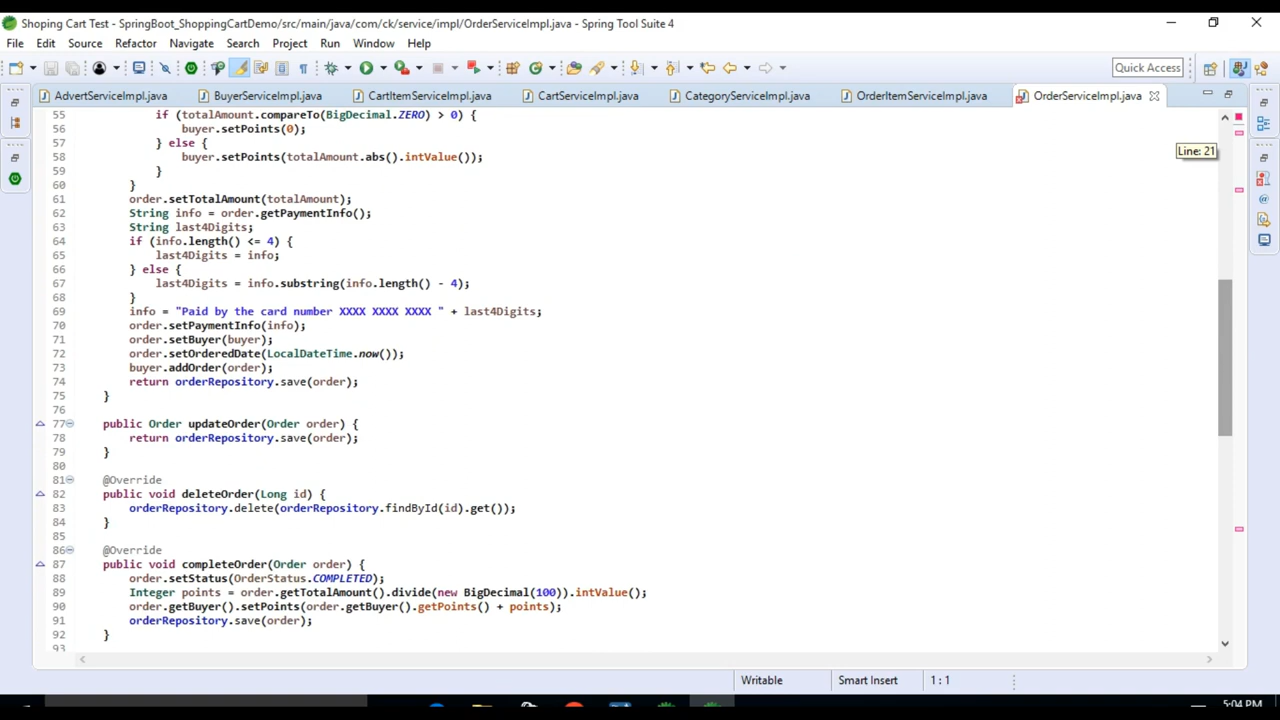 Shoping Cart Test - SpringBoot_ShoppingCartDemo/src/main/java/com/ck/service/impl/OrderServiceImpl.java - Spring Tool Suite 4
File Edit Source Refactor Navigate Search Project Run Window Help
Quick Access
AdvertServiceImpl.java BuyerServiceImpl.java CartItemServiceImpl.java CartServiceImpl.java CategoryServiceImpl.java OrderItemServiceImpl.java OrderServiceImpl.java
55 if (totalAmount.compareTo(BigDecimal.ZERO) > 0) {
56 buyer.setPoints(0);
57 } else {
58 buyer.setPoints(totalAmount.abs().intValue());
59 }
60 }
61 order.setTotalAmount(totalAmount);
62 String info = order.getPaymentInfo();
63 String last4Digits;
64 if (info.length() <= 4) {
65 last4Digits = info;
66 } else {
67 last4Digits = info.substring(info.length() - 4);
68 }
69 info = "Paid by the card number XXXX XXXX XXXX " + last4Digits;
70 order.setPaymentInfo(info);
71 order.setBuyer(buyer);
72 order.setOrderedDate(LocalDateTime.now());
73 buyer.addOrder(order);
74 return orderRepository.save(order);
75 }
76
77 public Order updateOrder(Order order) {
78 return orderRepository.save(order);
79 }
80
81 @Override
82 public void deleteOrder(Long id) {
83 orderRepository.delete(orderRepository.findById(id).get());
84 }
85
86 @Override
87 public void completeOrder(Order order) {
88 order.setStatus(OrderStatus.COMPLETED);
89 Integer points = order.getTotalAmount().divide(new BigDecimal(100)).intValue();
90 order.getBuyer().setPoints(order.getBuyer().getPoints() + points);
91 orderRepository.save(order);
92 }
93
Line: 21
Writable Smart Insert 1 : 1
5:04 PM